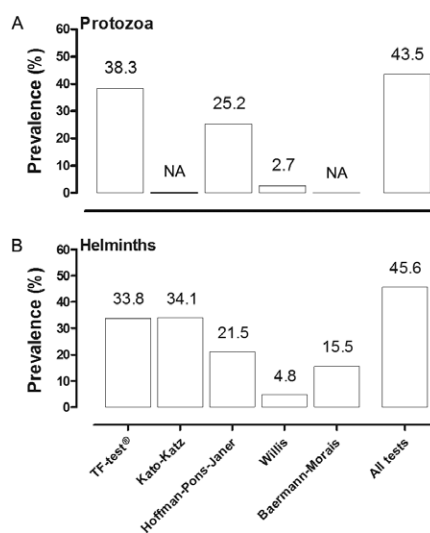 A Protozoa
Prevalence (%)
60
50
40
30
20
10
0
38.3
NA
25.2
2.7
NA
43.5
B Helminths
Prevalence (%)
60
50
40
30
20
10
0
33.8
34.1
21.5
4.8
15.5
45.6
TF-test®
Kato-Katz
Hoffman-Pons-Janer
Willis
Baermann-Morais
All tests